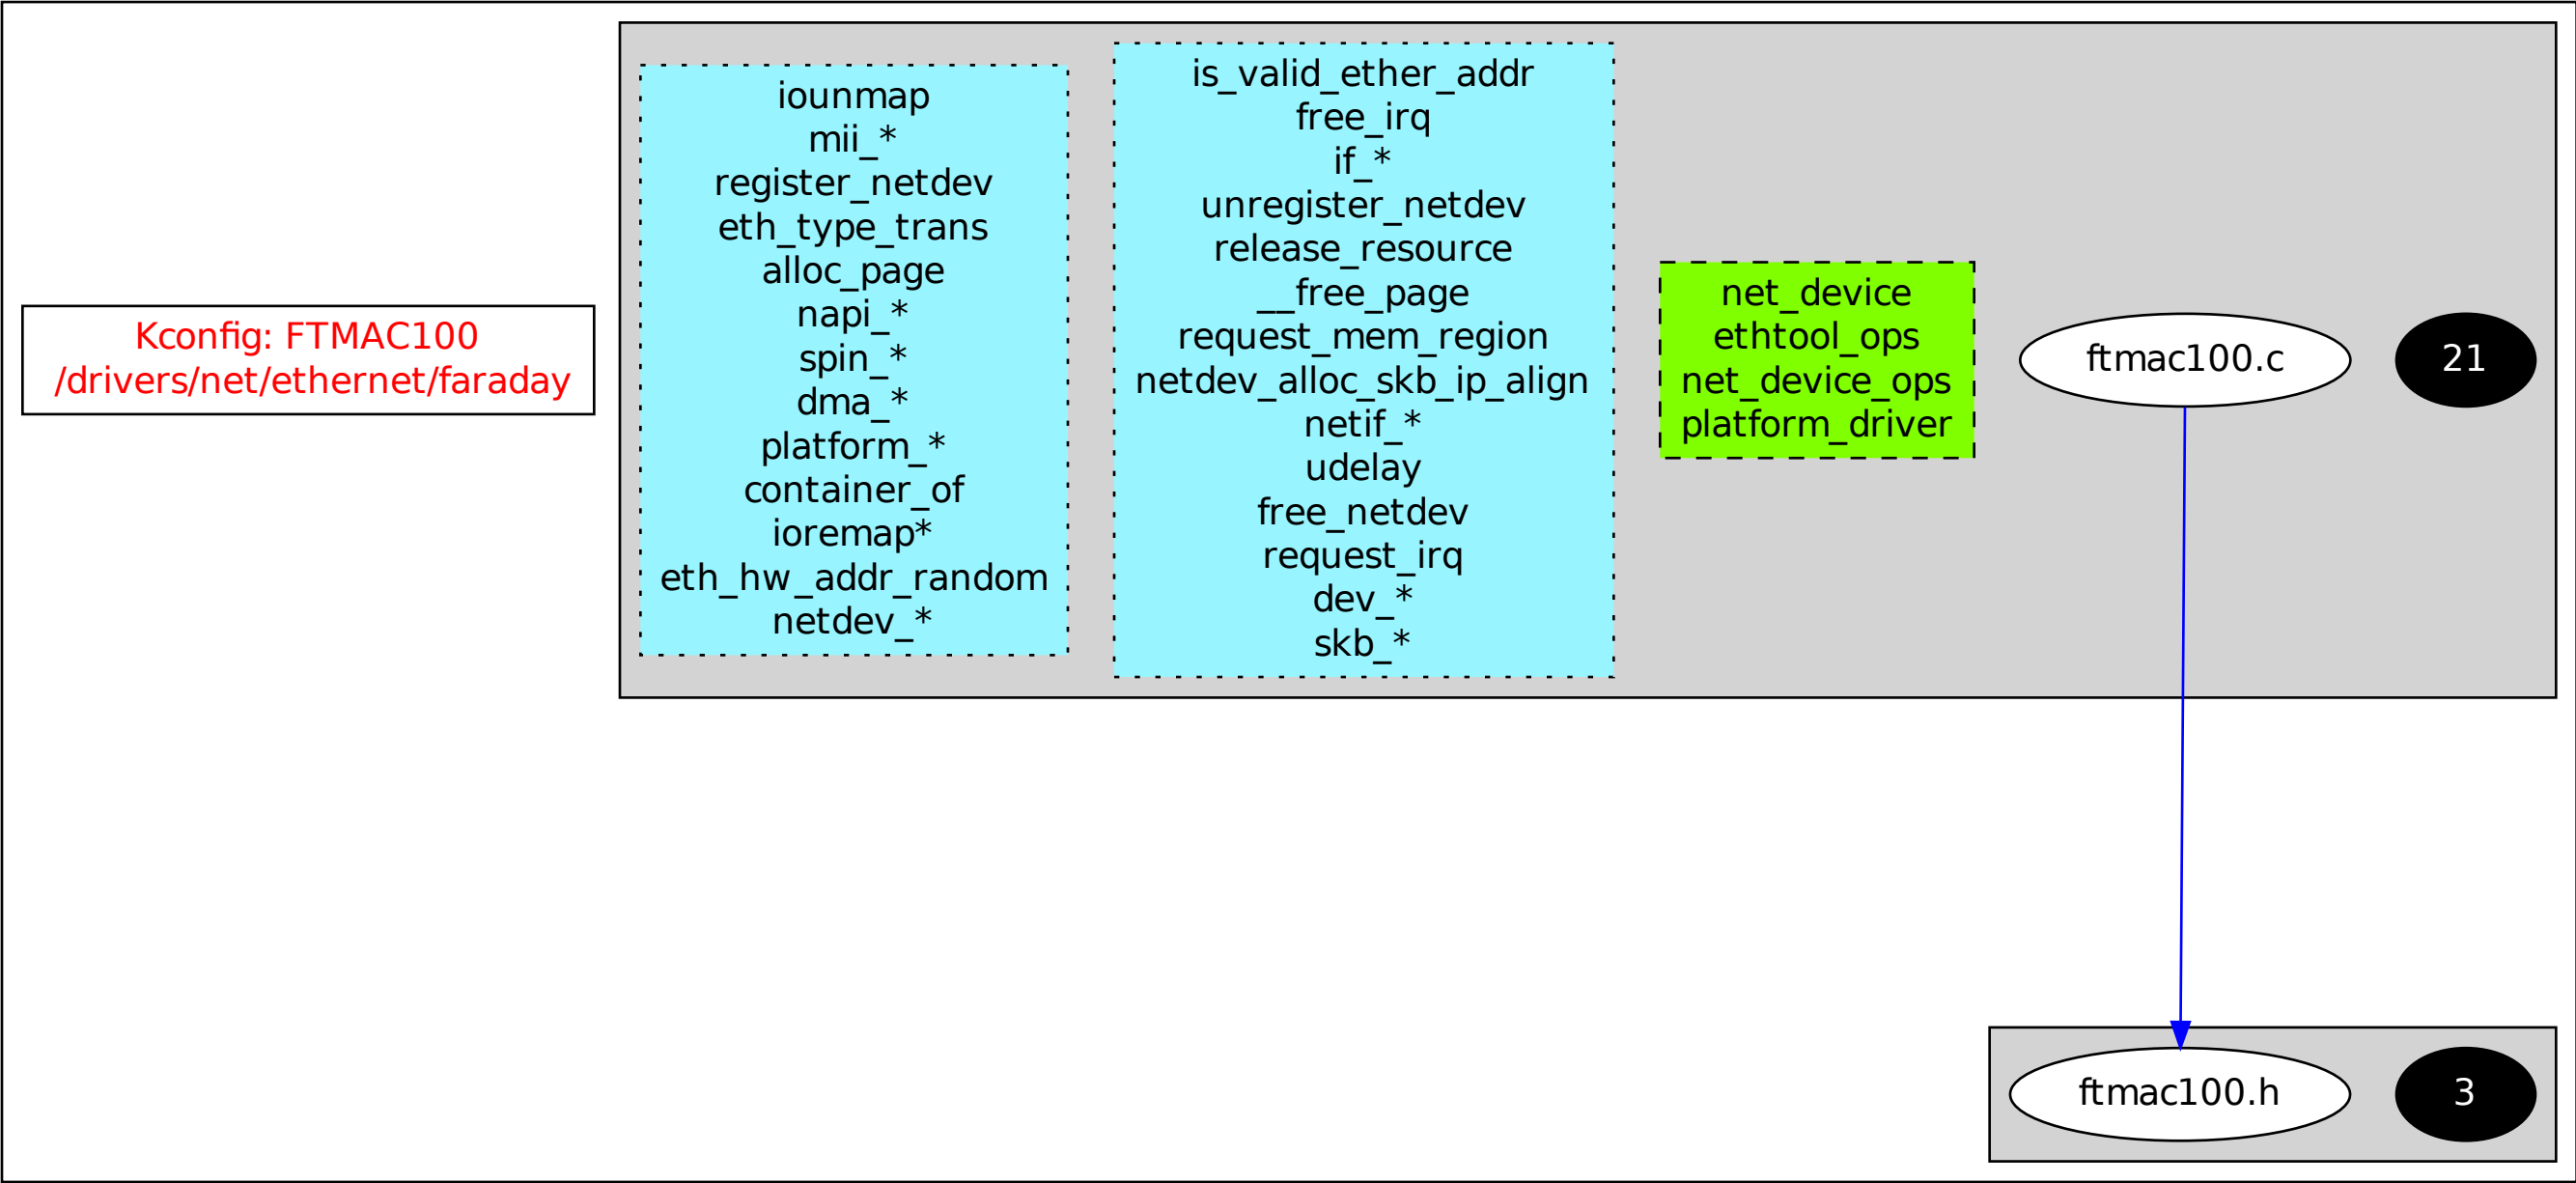 Kconfig: FTMAC100
/drivers/net/ethernet/faraday
iounmap
mii_*
register_netdev
eth_type_trans
alloc_page
napi_*
spin_*
dma_*
platform_*
container_of
ioremap*
eth_hw_addr_random
netdev_*
is_valid_ether_addr
free_irq
if_*
unregister_netdev
release_resource
__free_page
request_mem_region
netdev_alloc_skb_ip_align
netif_*
udelay
free_netdev
request_irq
dev_*
skb_*
net_device
ethtool_ops
net_device_ops
platform_driver
ftmac100.c
21
ftmac100.h
3